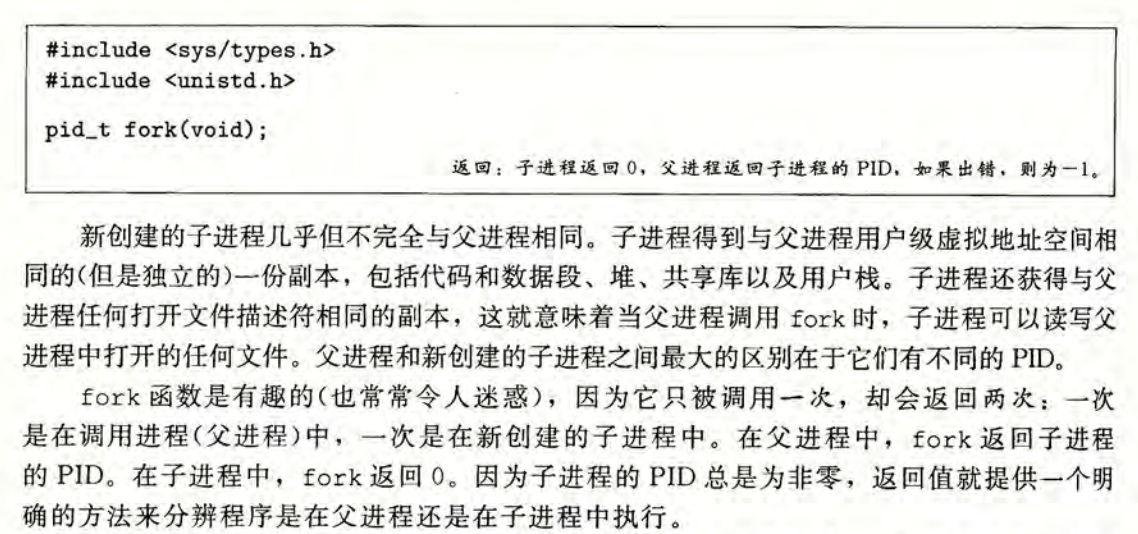 #include <sys/types.h>
#include <unistd.h>
pid_t fork(void);
返回：子进程返回 0，父进程返回子进程的 PID，如果出错，则为－1。
新创建的子进程几乎但不完全与父进程相同。子进程得到与父进程用户级虚拟地址空间相
同的(但是独立的)一份副本，包括代码和数据段、堆、共享库以及用户栈。子进程还获得与父
进程任何打开文件描述符相同的副本，这就意味着当父进程调用 fork 时，子进程可以读写父
进程中打开的任何文件。父进程和新创建的子进程之间最大的区别在于它们有不同的 PID。
fork 函数是有趣的(也常常令人迷惑)，因为它只被调用一次，却会返回两次：一次
是在调用进程(父进程)中，一次是在新创建的子进程中。在父进程中，fork 返回子进程
的 PID。在子进程中，fork 返回 0。因为子进程的 PID 总是为非零，返回值就提供一个明
确的方法来分辨程序是在父进程还是在子进程中执行。